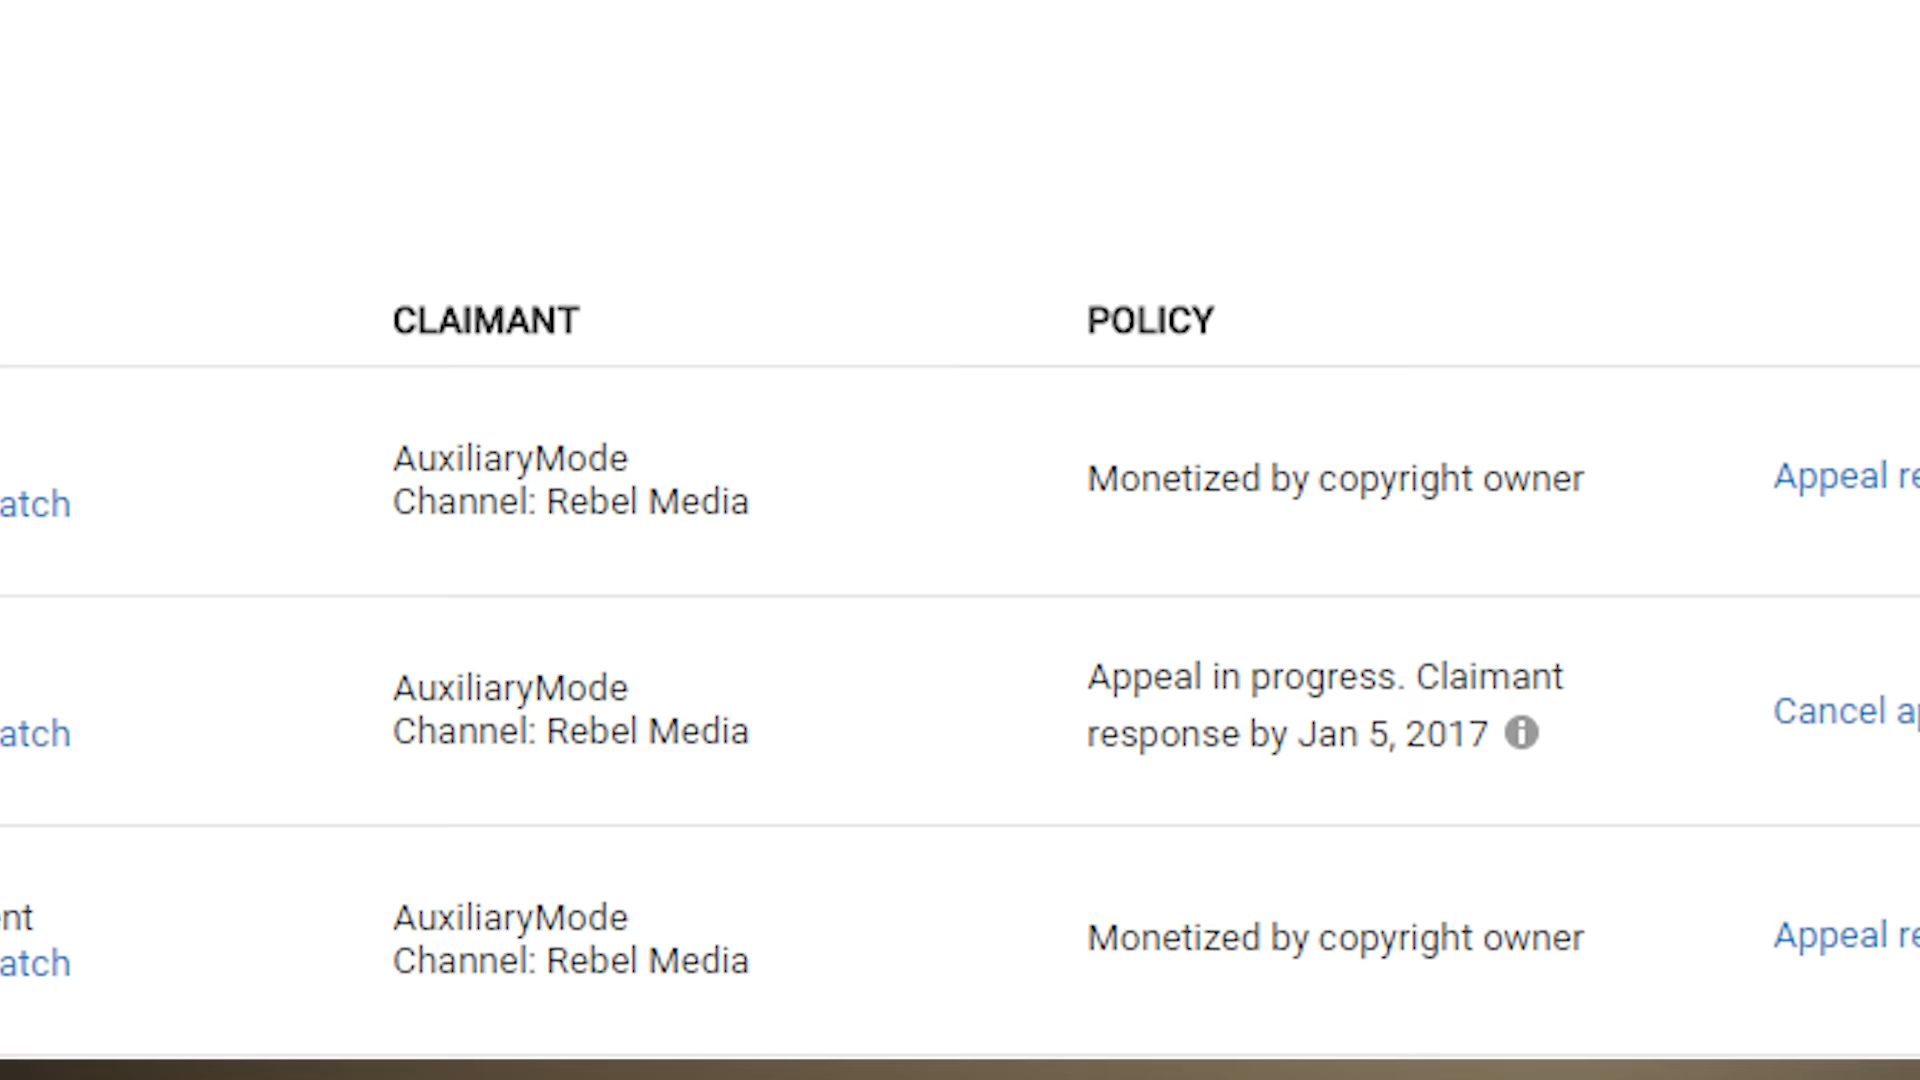 CLAIMANT POLICY
AuxiliaryMode
Channel: Rebel Media
Monetized by copyright owner
Appeal re
atch
AuxiliaryMode
Channel: Rebel Media
Appeal in progress. Claimant
response by Jan 5, 2017
Cancel ap
atch
nt
AuxiliaryMode
Channel: Rebel Media
Monetized by copyright owner
Appeal re
atch